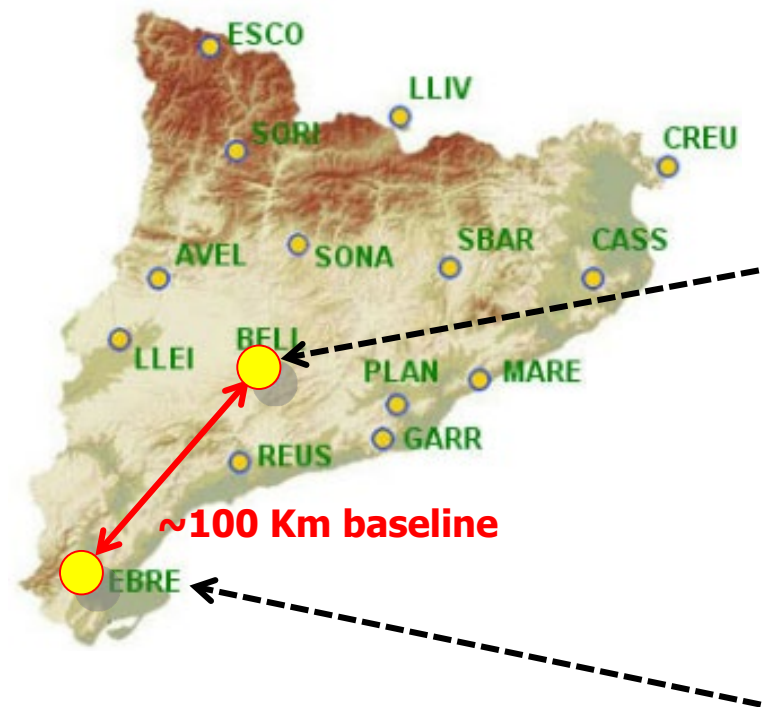 ESCO
LLIV
SORI
CREU
AVEL
SONA
SBAR
CASS
BELL
LLEI
PLAN
MARE
GARR
REUS
~100 Km baseline
EBRE